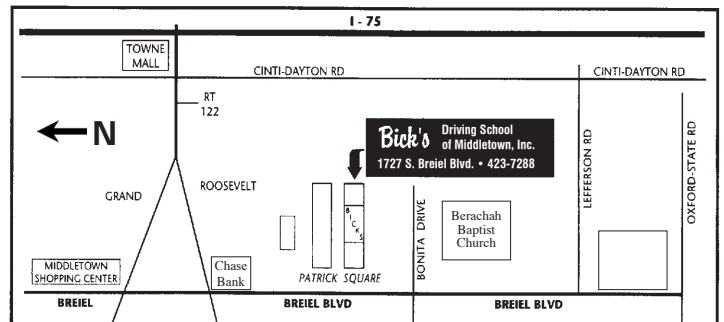 I - 75
TOWNE
MALL
CINTI-DAYTON RD
CINTI-DAYTON RD
RT
122
N
Bick's
Driving School
of Middletown, Inc.
1727 S. Breiel Blvd. • 423-7288
GRAND
ROOSEVELT
BICKS
BONITA DRIVE
Berachah
Baptist
Church
LEFFERSON RD
OXFORD-STATE RD
MIDDLETOWN
SHOPPING CENTER
Chase
Bank
PATRICK SQUARE
BREIEL
BREIEL BLVD
BREIEL BLVD